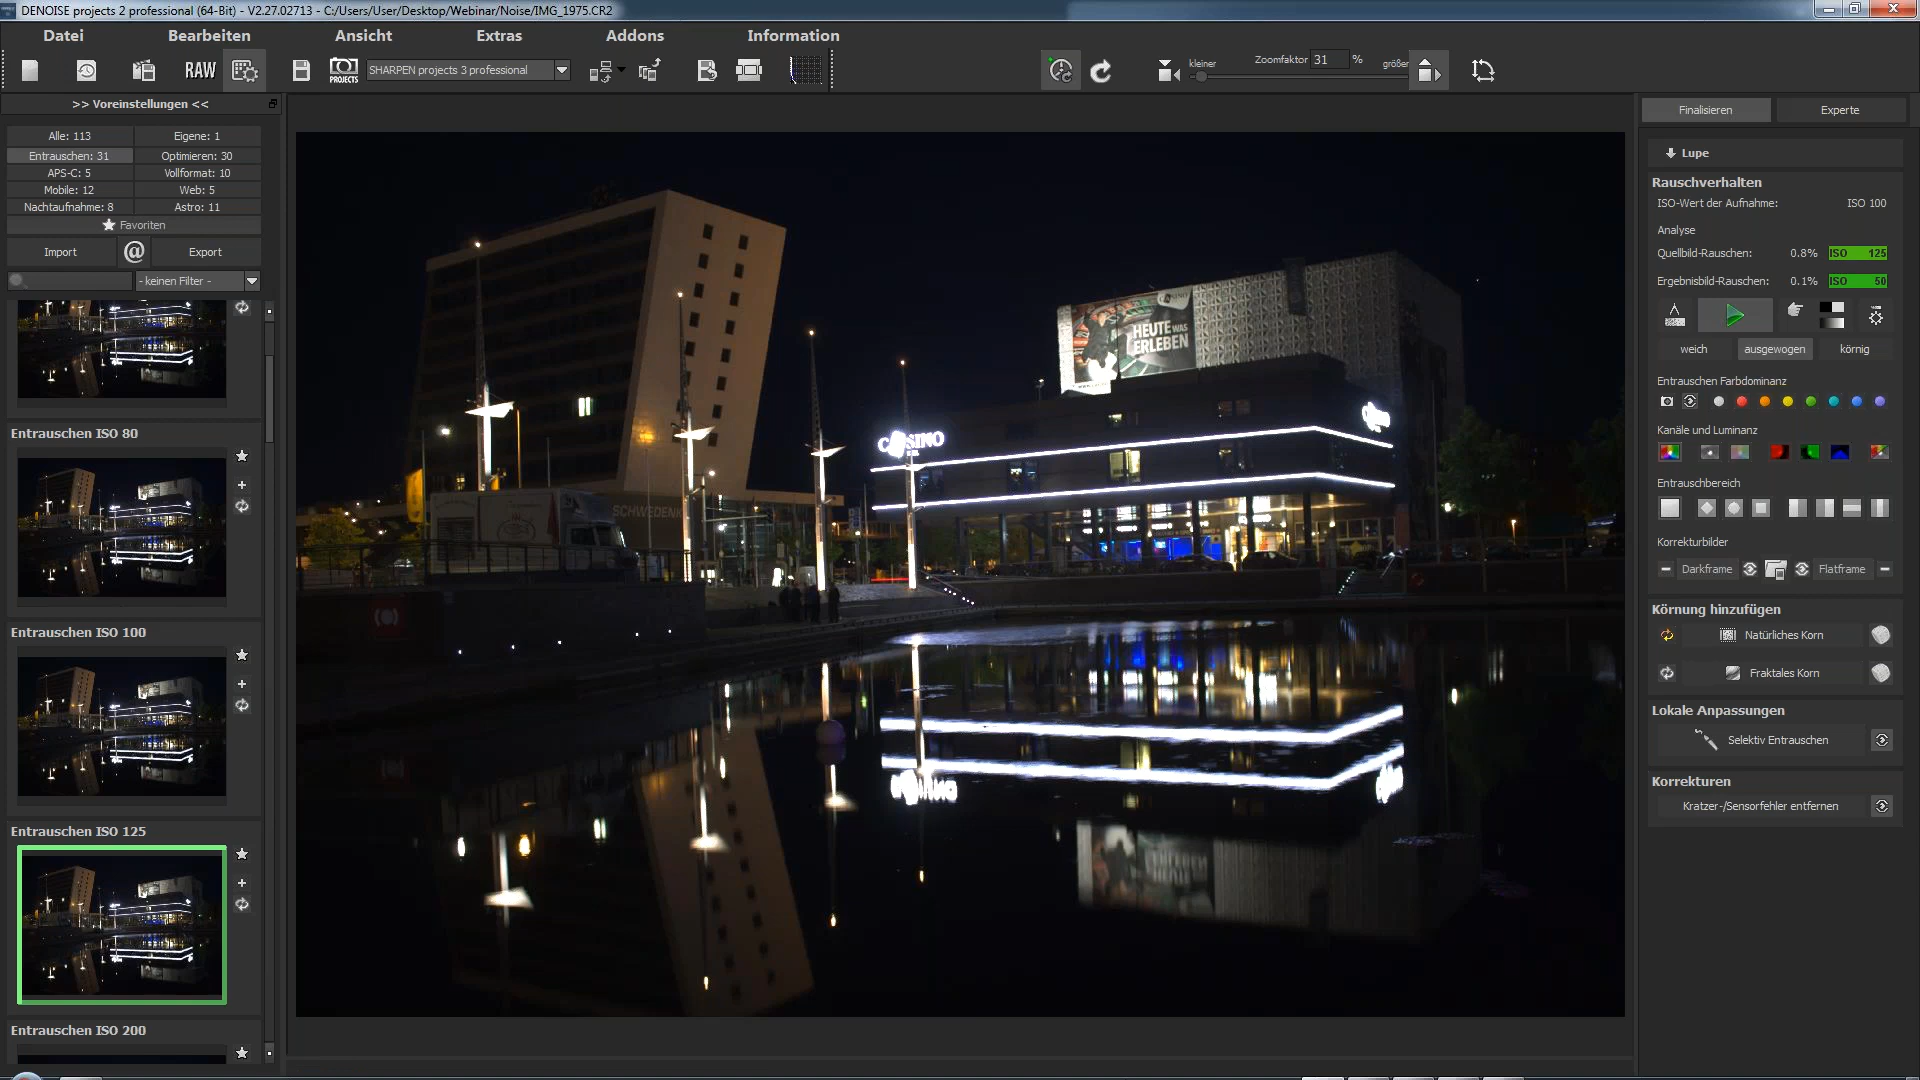 DENOISE projects 2 professional (64-Bit) - V2.27.02713 - C:/Users/User/Desktop/Webinar/Noise/IMG_1975.CR2
Datei Bearbeiten Ansicht Extras Addons Information
RAW PROJECTS SHARPEN projects 3 professional kleiner Zoomfaktor 31 % größer
>> Voreinstellungen <<
Alle: 113 Eigene: 1
Entrauschen: 31 Optimieren: 30
APS-C: 5 Vollformat: 10
Mobile: 12 Web: 5
Nachtaufnahme: 8 Astro: 11
Favoriten
Import @ Export
- keinen Filter -
Entrauschen ISO 80
Entrauschen ISO 100
Entrauschen ISO 125
Entrauschen ISO 200
CASINO
HEUTE WAS
ERLEBEN
CASINO
SCHWEDENK
Finalisieren Experte
Lupe
Rauschverhalten
ISO-Wert der Aufnahme: ISO 100
Analyse
Quellbild-Rauschen: 0.8% ISO 125
Ergebnisbild-Rauschen: 0.1% ISO 50
weich ausgewogen körnig
Entrauschen Farbdominanz
Kanäle und Luminanz
Entrauschbereich
Korrekturbilder
Darkframe Flatframe
Körnung hinzufügen
Natürliches Korn
Fraktales Korn
Lokale Anpassungen
Selektiv Entrauschen
Korrekturen
Kratzer-/Sensorfehler entfernen